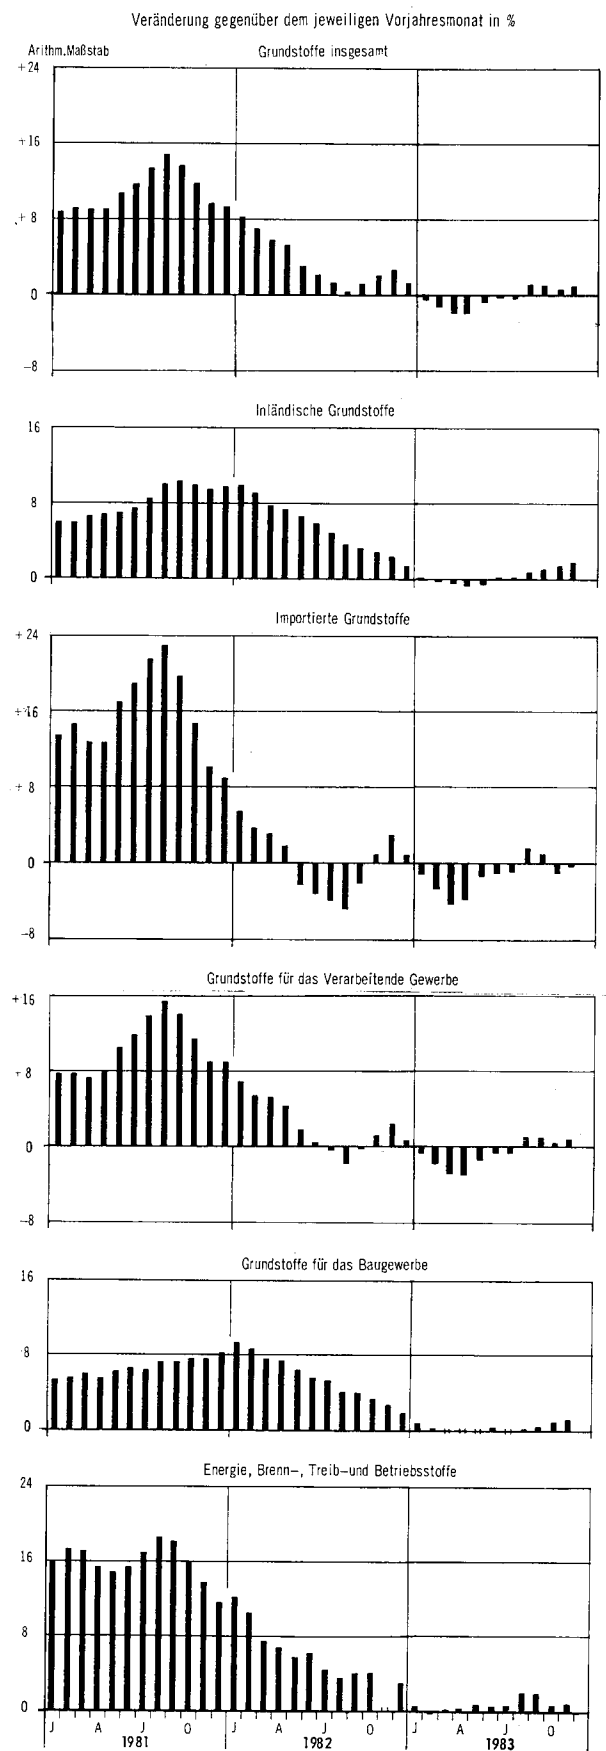 Veränderung gegenüber dem jeweiligen Vorjahresmonat in %
Arithm.Maßstab
Grundstoffe insgesamt
+24
+16
+8
0
-8
Inländische Grundstoffe
16
8
0
Importierte Grundstoffe
+24
+16
+8
0
-8
Grundstoffe für das Verarbeitende Gewerbe
+16
+8
0
-8
Grundstoffe für das Baugewerbe
16
8
0
Energie, Brenn-, Treib-und Betriebsstoffe
24
16
8
0
J A J O J A J O J A J O
1981 1982 1983